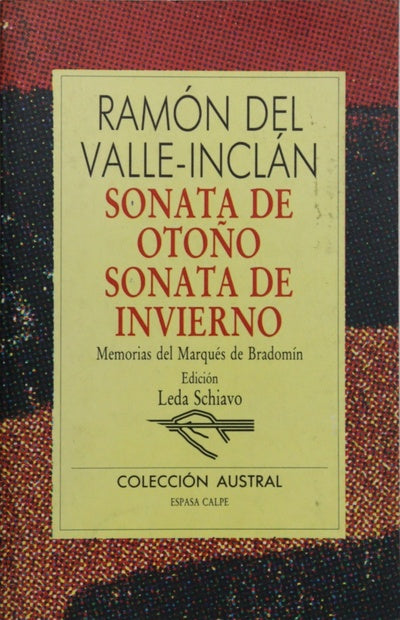 RAMÓN DEL
VALLE-INCLÁN
SONATA DE
OTOÑO
SONATA DE
INVIERNO
Memorias del Marqués de Bradomín
Edición
Leda Schiavo
COLECCIÓN AUSTRAL
ESPASA CALPE